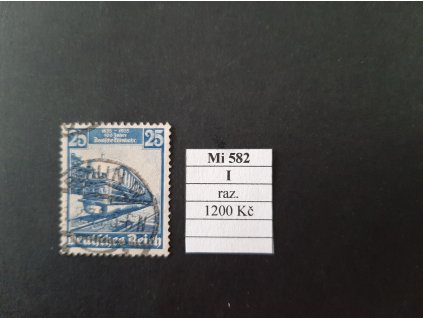 25 1835 - 1935 25
100 Jahre
Deutsche Eisenbahn
Deutsches Reich
Mi 582
I
raz.
1200 Kč